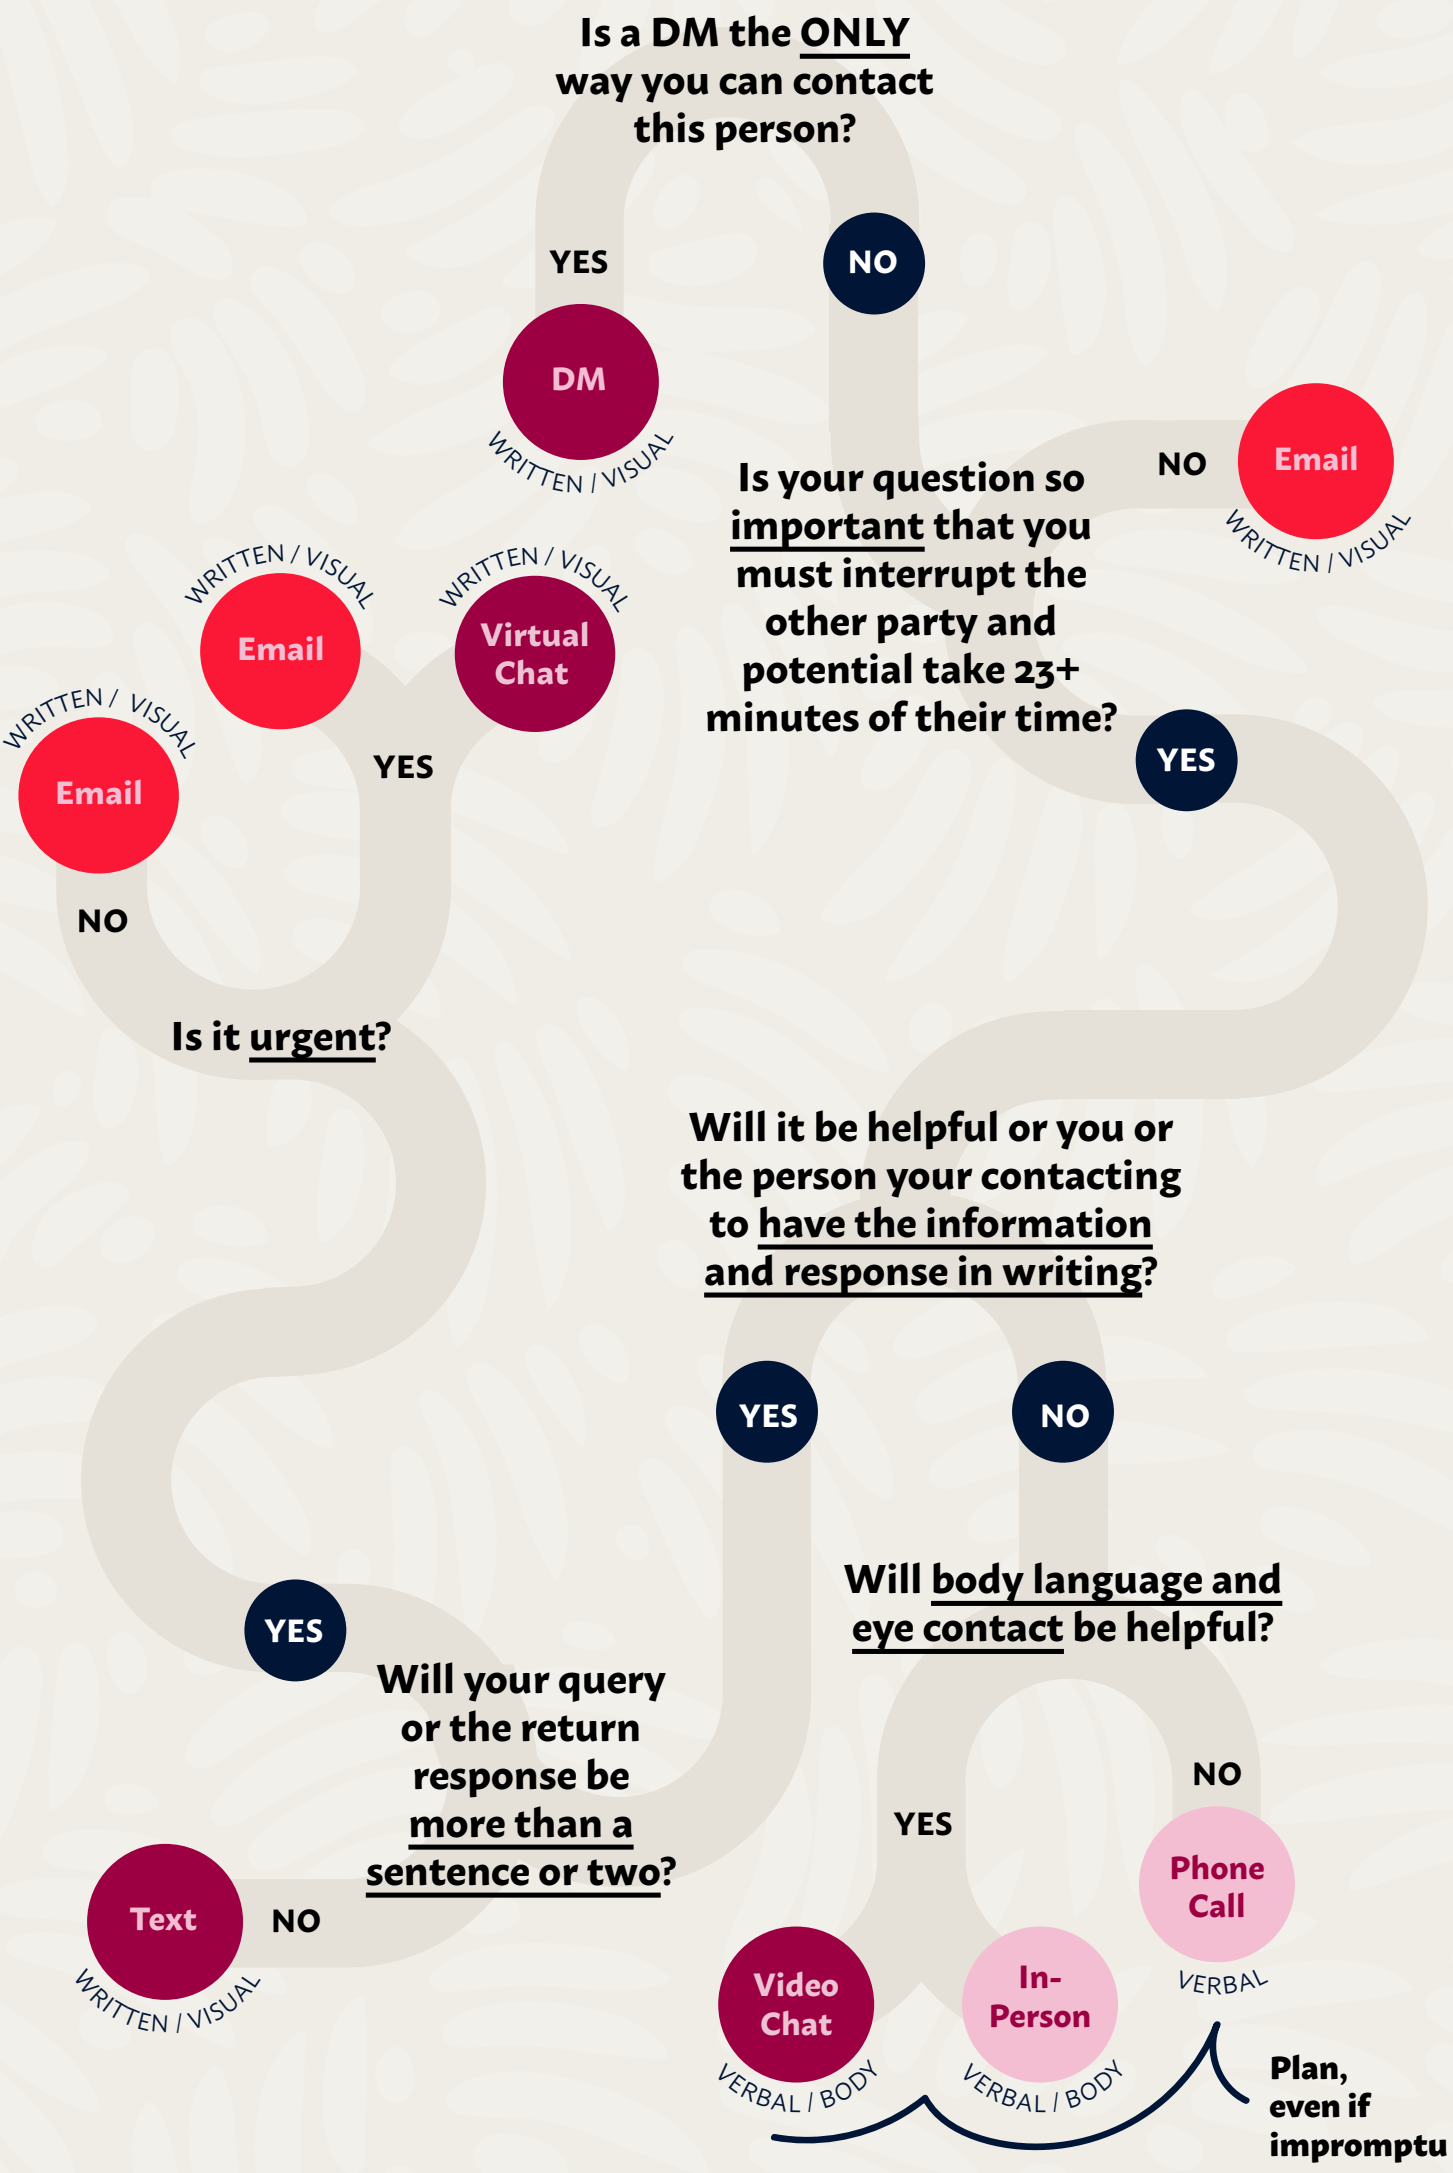 Is a DM the ONLY
way you can contact
this person?
YES
NO
DM
WRITTEN / VISUAL
NO
Email
WRITTEN / VISUAL
Is your question so
important that you
must interrupt the
other party and
potential take 23+
minutes of their time?
YES
WRITTEN / VISUAL
Email
WRITTEN / VISUAL
Virtual
Chat
YES
WRITTEN / VISUAL
Email
NO
Is it urgent?
Will it be helpful or you or
the person your contacting
to have the information
and response in writing?
YES
NO
YES
Will your query
or the return
response be
more than a
sentence or two?
Text
NO
WRITTEN / VISUAL
Will body language and
eye contact be helpful?
YES
NO
Video
Chat
VERBAL / BODY
In-
Person
VERBAL / BODY
Phone
Call
VERBAL
Plan,
even if
impromptu